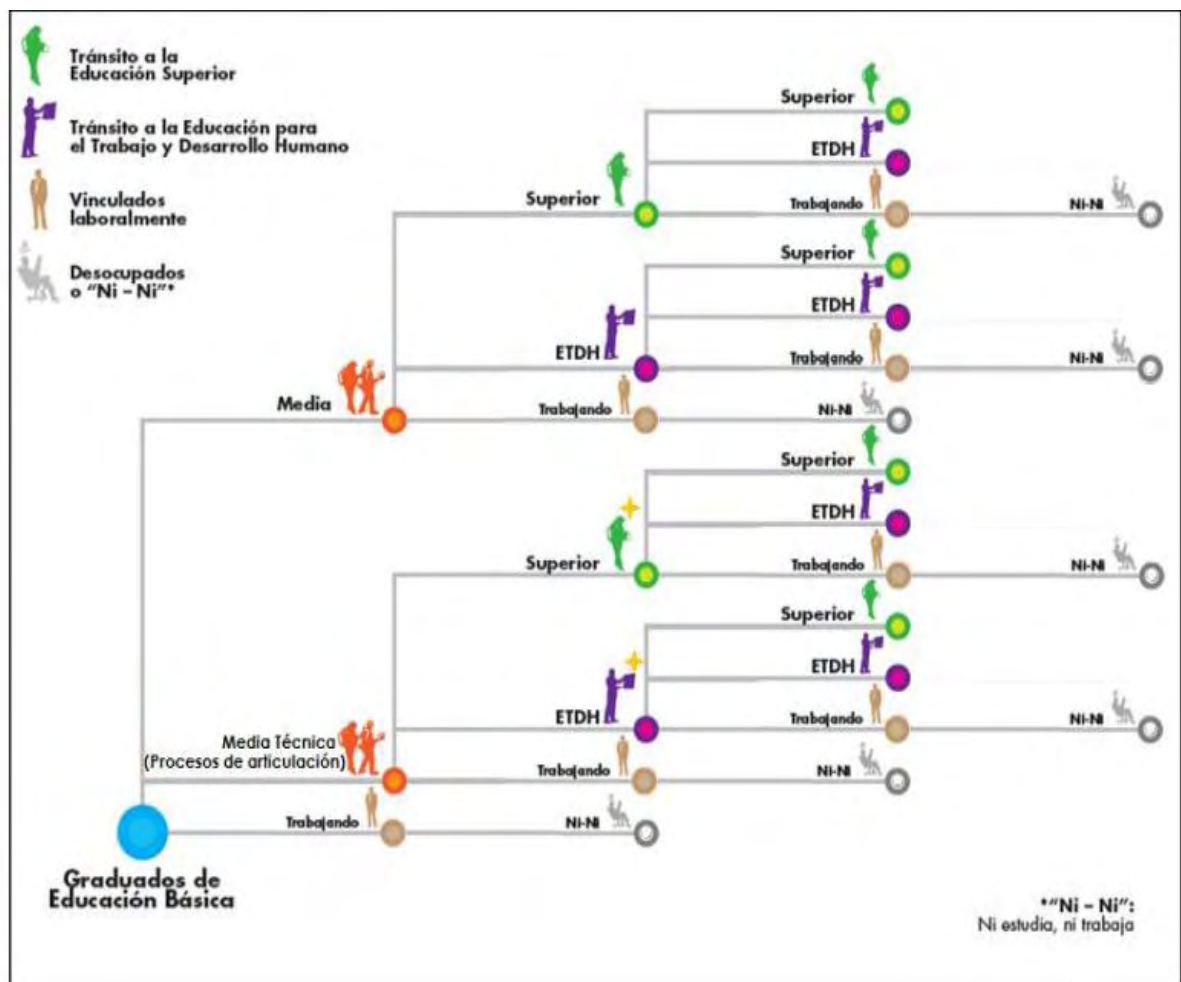 Tránsito a la
Educación Superior
Tránsito a la Educación para
el Trabajo y Desarrollo Humano
Vinculados
laboralmente
Desocupados
o "Ni – Ni"*
Superior
ETDH
Superior
Trabajando
Ni-Ni
Superior
ETDH
ETDH
Trabajando
Ni-Ni
Media
Trabajando
Ni-Ni
Superior
ETDH
Superior
Trabajando
Ni-Ni
Superior
ETDH
ETDH
Trabajando
Ni-Ni
Media Técnica
(Procesos de articulación)
Trabajando
Ni-Ni
Trabajando
Ni-Ni
Graduados de
Educación Básica
*"Ni – Ni":
Ni estudia, ni trabaja